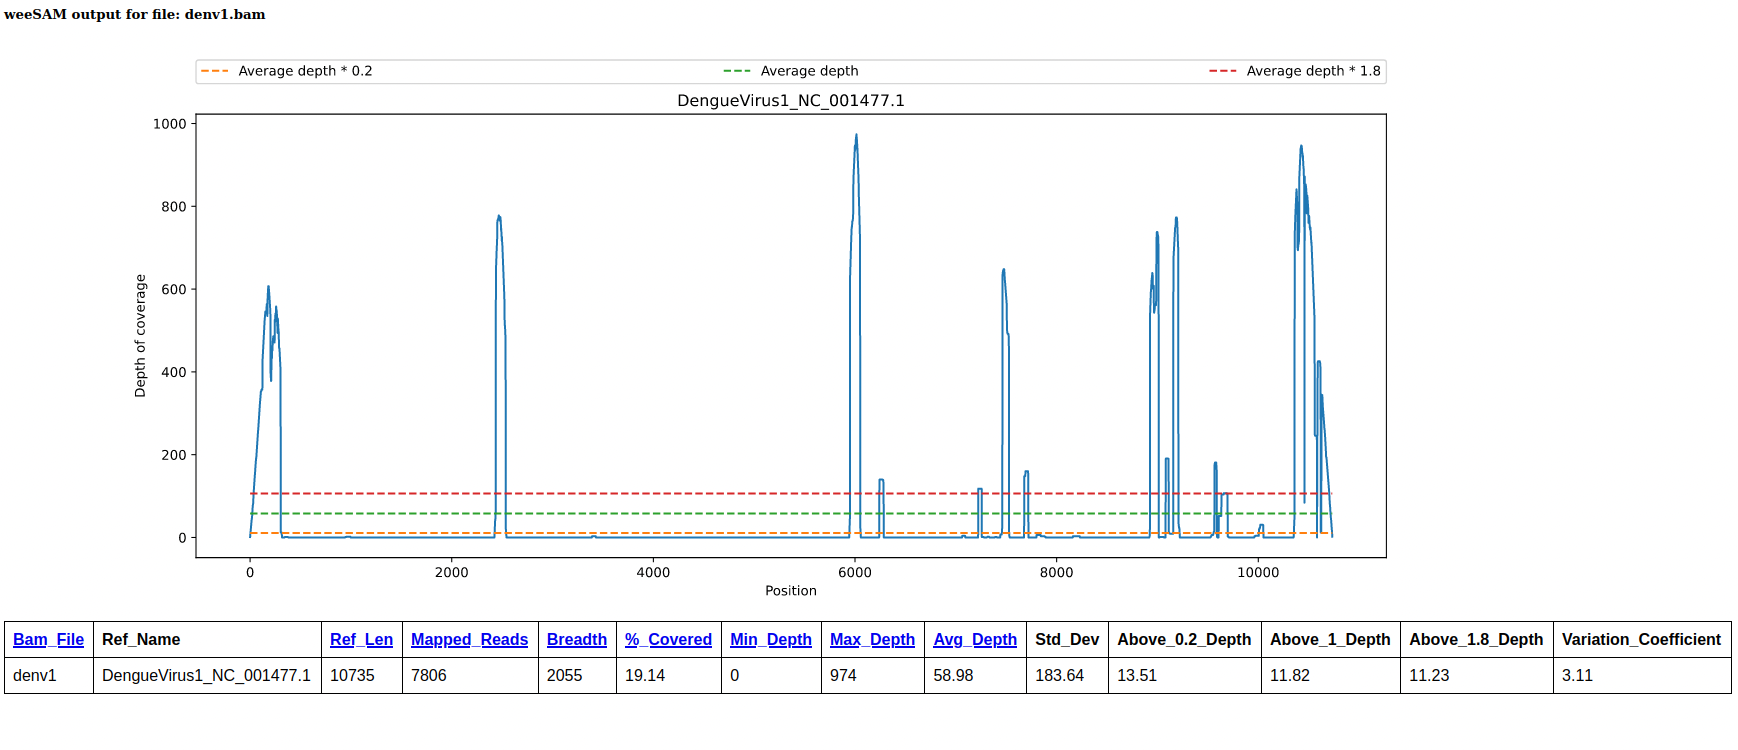 weeSAM output for file: denv1.bam
Average depth * 0.2 Average depth Average depth * 1.8
DengueVirus1_NC_001477.1
1000
800
600
400
200
0
Depth of coverage
0 2000 4000 6000 8000 10000
Position
Bam_File Ref_Name Ref_Len Mapped_Reads Breadth %_Covered Min_Depth Max_Depth Avg_Depth Std_Dev Above_0.2_Depth Above_1_Depth Above_1.8_Depth Variation_Coefficient
denv1 DengueVirus1_NC_001477.1 10735 7806 2055 19.14 0 974 58.98 183.64 13.51 11.82 11.23 3.11